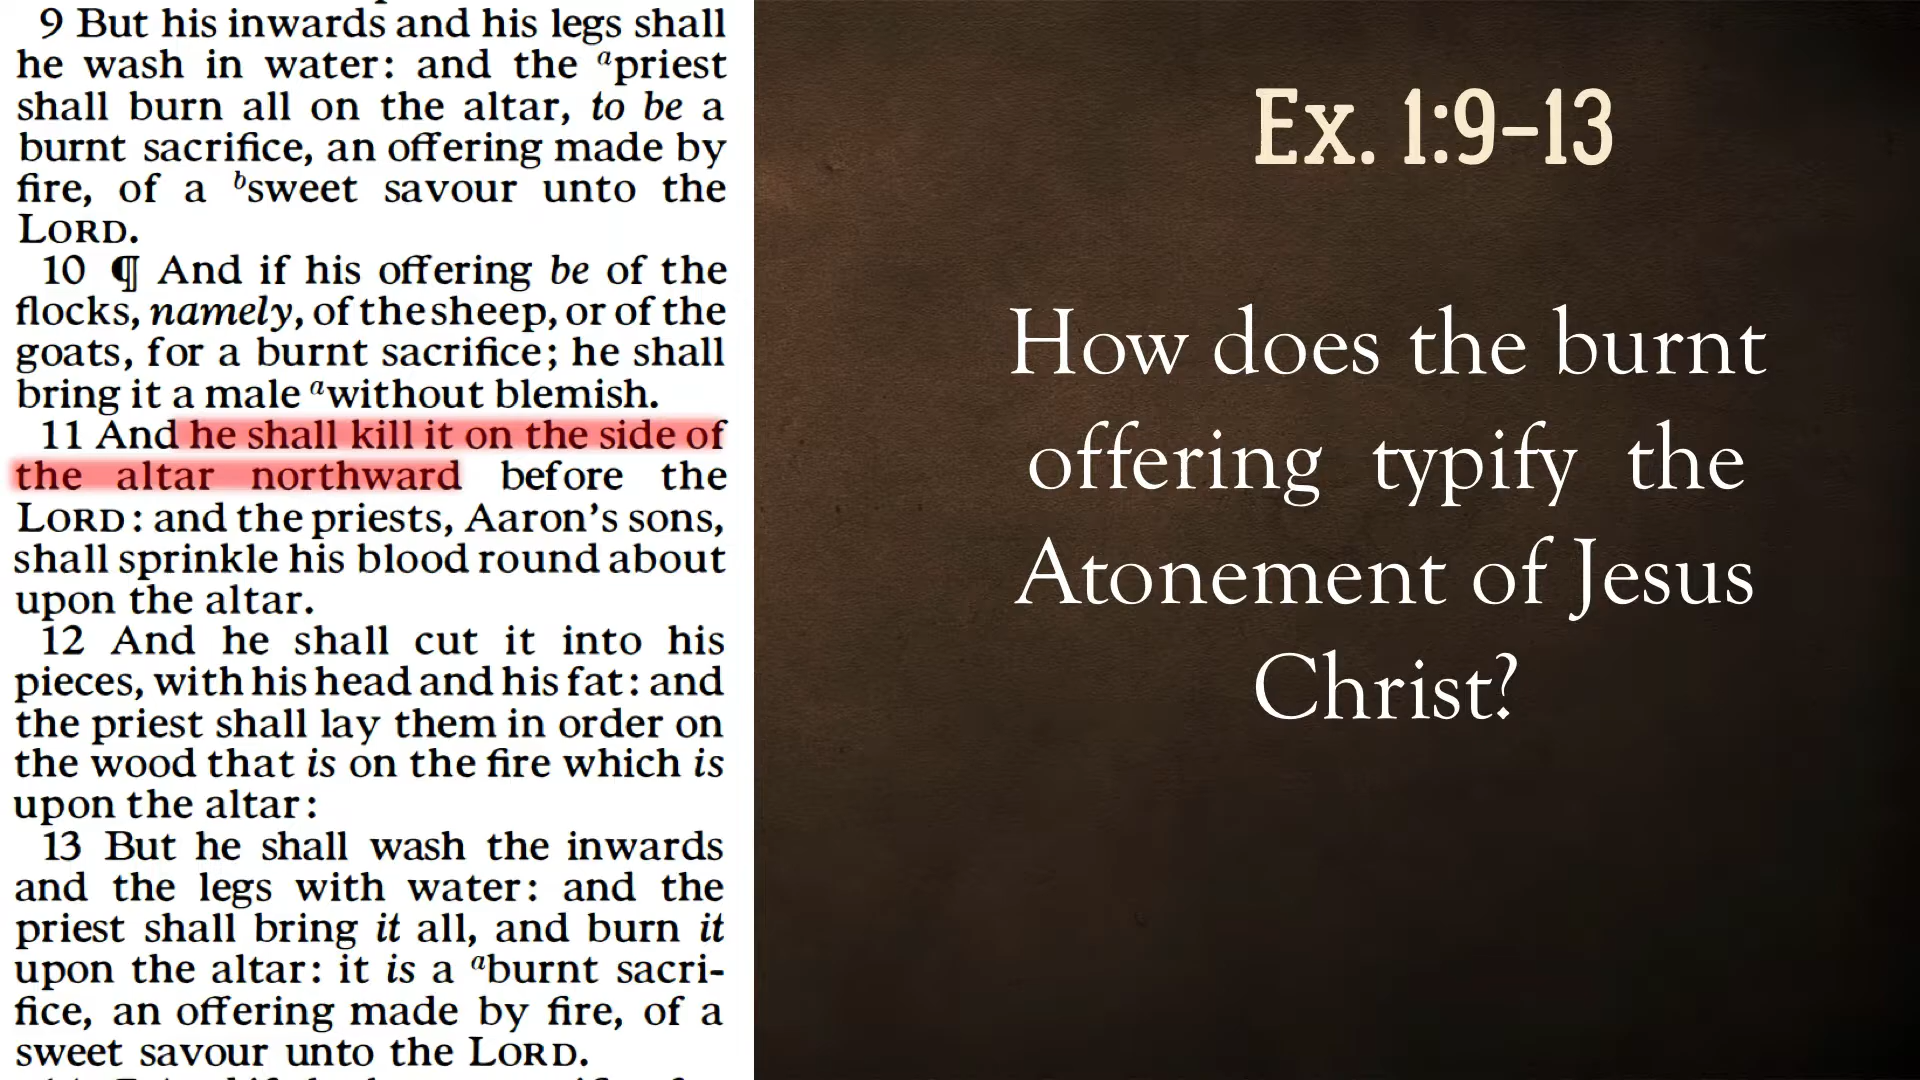 9 But his inwards and his legs shall
he wash in water: and the ᵃpriest
shall burn all on the altar, to be a
burnt sacrifice, an offering made by
fire, of a ᵇsweet savour unto the
LORD.
10 ¶ And if his offering be of the
flocks, namely, of the sheep, or of the
goats, for a burnt sacrifice; he shall
bring it a male ᵃwithout blemish.
11 And he shall kill it on the side of
the altar northward before the
LORD: and the priests, Aaron's sons,
shall sprinkle his blood round about
upon the altar.
12 And he shall cut it into his
pieces, with his head and his fat: and
the priest shall lay them in order on
the wood that is on the fire which is
upon the altar:
13 But he shall wash the inwards
and the legs with water: and the
priest shall bring it all, and burn it
upon the altar: it is a ᵃburnt sacri-
fice, an offering made by fire, of a
sweet savour unto the LORD.
Ex. 1:9–13
How does the burnt
offering typify the
Atonement of Jesus
Christ?